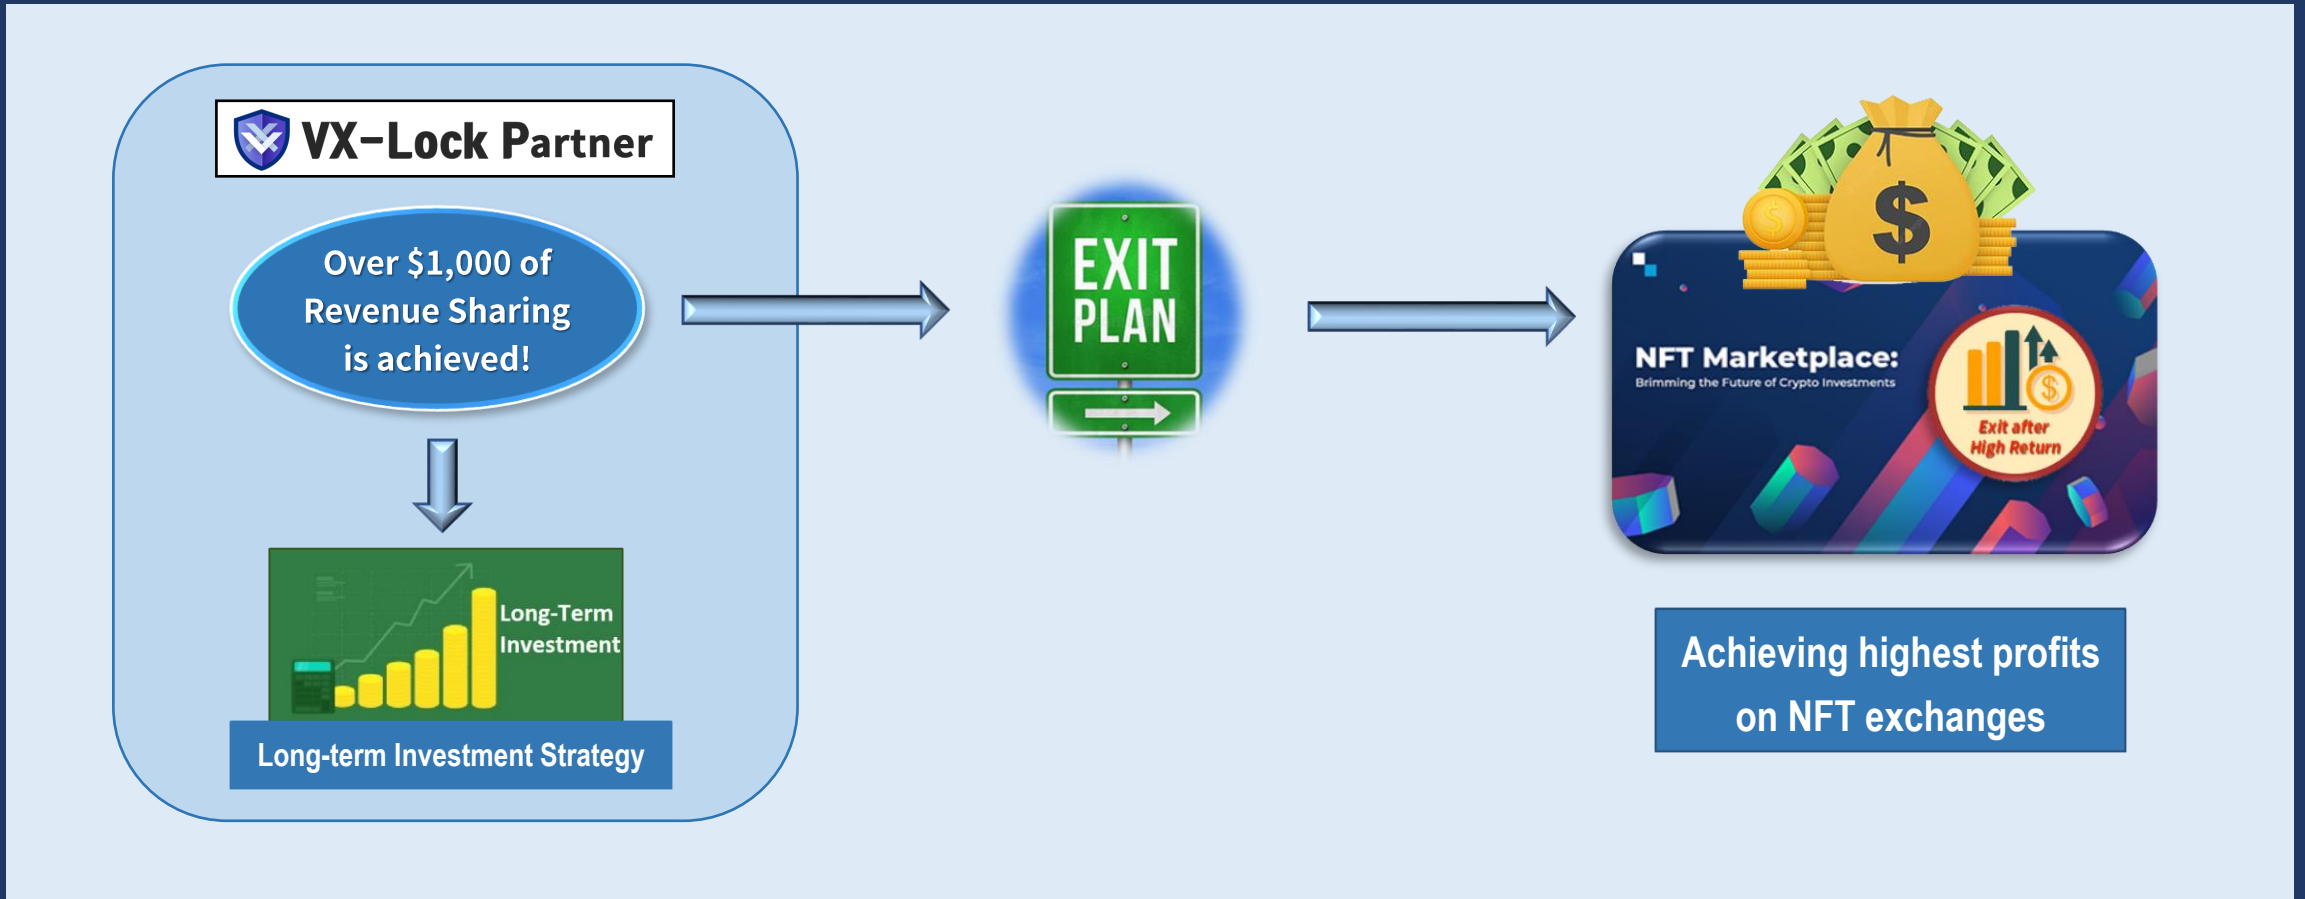 VX-Lock Partner
Over $1,000 of
Revenue Sharing
is achieved!
Long-Term
Investment
Long-term Investment Strategy
EXIT
PLAN
$
$
NFT Marketplace:
Brimming the Future of Crypto Investments
$
Exit after
High Return
Achieving highest profits
on NFT exchanges